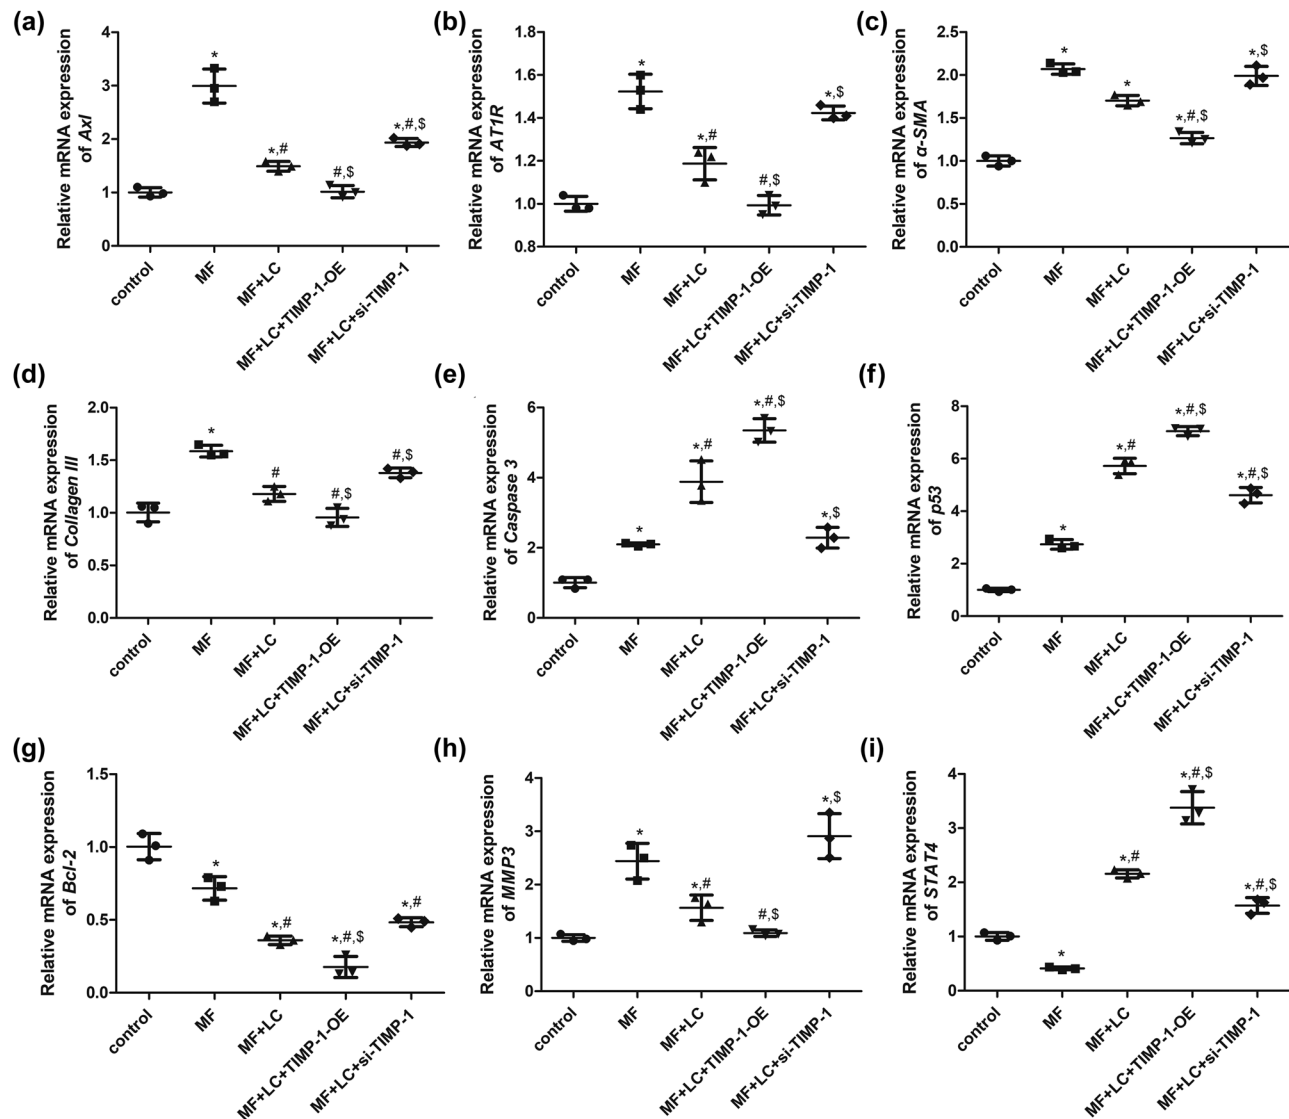 (a)
Relative mRNA expression
of Axl
4
3
2
1
0
*
*,#
#,$
*,#,$
control
MF
MF+LC
MF+LC+TIMP-1-OE
MF+LC+si-TIMP-1
(b)
Relative mRNA expression
of AT1R
1.8
1.6
1.4
1.2
1.0
0.8
*
*,#
#,$
*,$
control
MF
MF+LC
MF+LC+TIMP-1-OE
MF+LC+si-TIMP-1
(c)
Relative mRNA expression
of α-SMA
2.5
2.0
1.5
1.0
0.5
0.0
*
*
*,#,$
*,$
control
MF
MF+LC
MF+LC+TIMP-1-OE
MF+LC+si-TIMP-1
(d)
Relative mRNA expression
of Collagen III
2.0
1.5
1.0
0.5
0.0
*
#
#,$
#,$
control
MF
MF+LC
MF+LC+TIMP-1-OE
MF+LC+si-TIMP-1
(e)
Relative mRNA expression
of Caspase 3
6
4
2
0
*
*,#
*,#,$
*,$
control
MF
MF+LC
MF+LC+TIMP-1-OE
MF+LC+si-TIMP-1
(f)
Relative mRNA expression
of p53
8
6
4
2
0
*
*,#
*,#,$
*,#,$
control
MF
MF+LC
MF+LC+TIMP-1-OE
MF+LC+si-TIMP-1
(g)
Relative mRNA expression
of Bcl-2
1.5
1.0
0.5
0.0
*
*,#
*,#,$
*,#
control
MF
MF+LC
MF+LC+TIMP-1-OE
MF+LC+si-TIMP-1
(h)
Relative mRNA expression
of MMP3
4
3
2
1
0
*
*,#
#,$
*,$
control
MF
MF+LC
MF+LC+TIMP-1-OE
MF+LC+si-TIMP-1
(i)
Relative mRNA expression
of STAT4
4
3
2
1
0
*
*,#
*,#,$
*,#,$
control
MF
MF+LC
MF+LC+TIMP-1-OE
MF+LC+si-TIMP-1